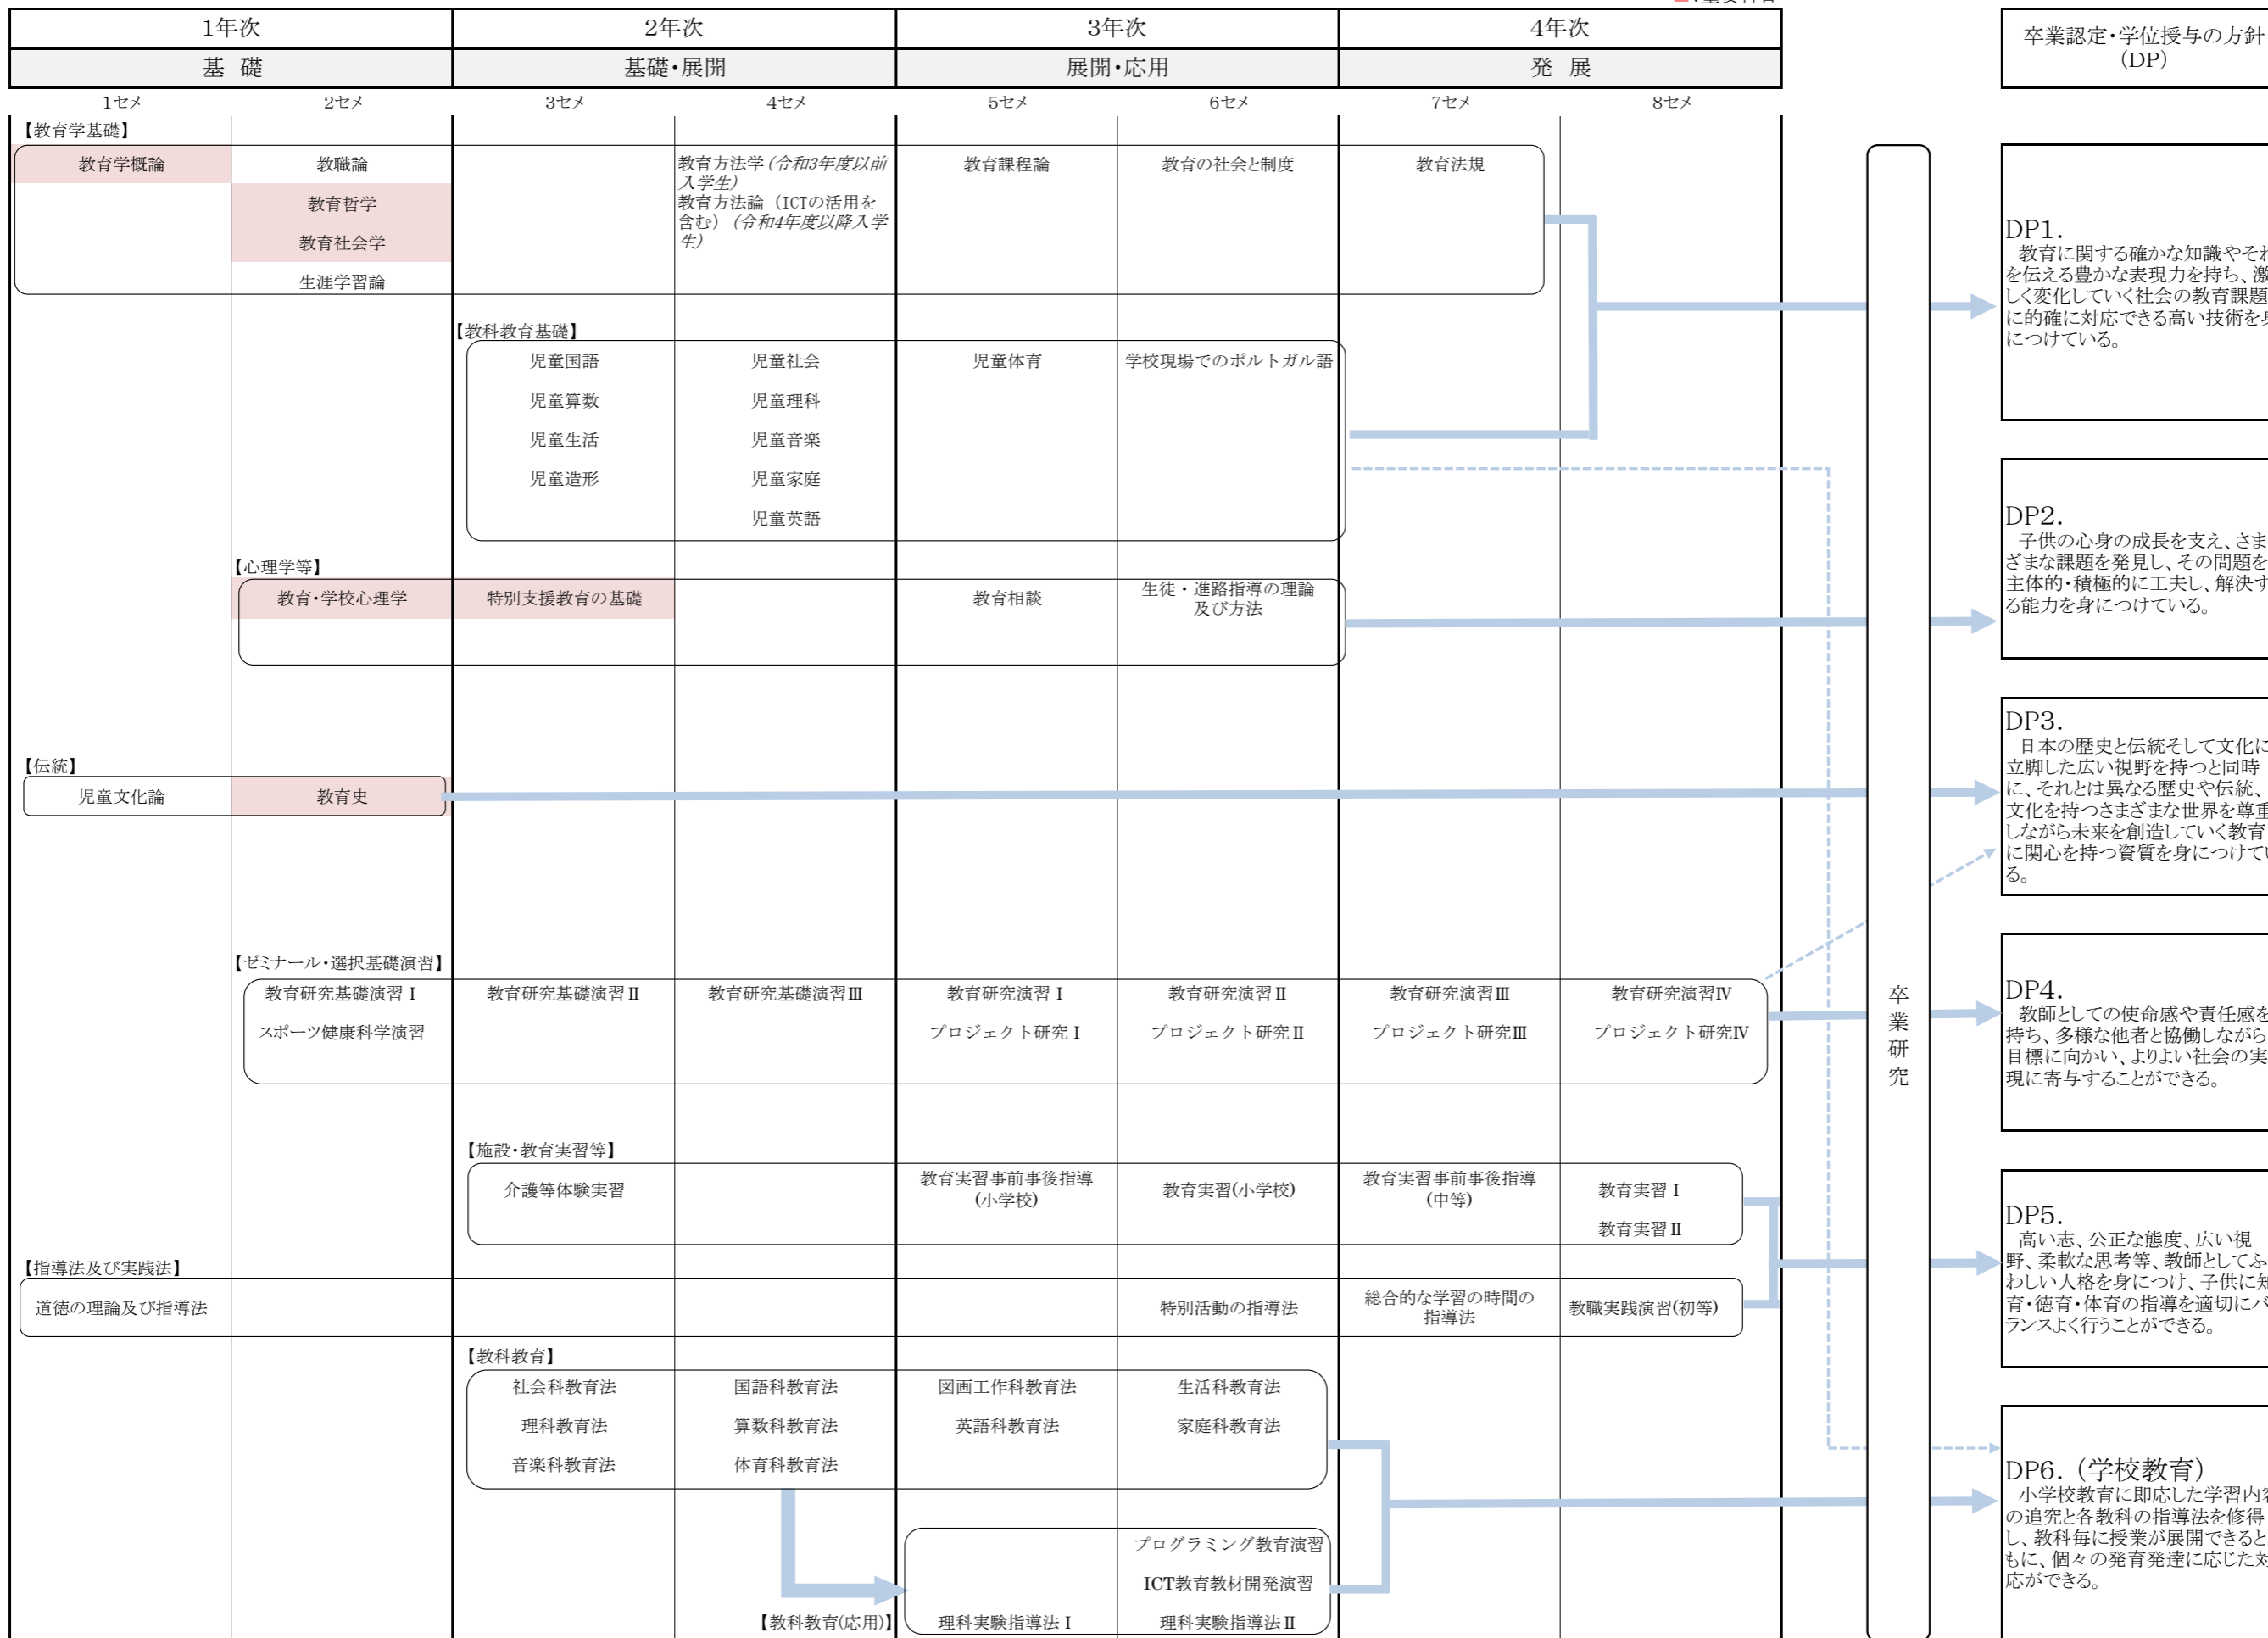 1年次 2年次 3年次 4年次
基 礎 基礎・展開 展開・応用 発 展
1セメ 2セメ 3セメ 4セメ 5セメ 6セメ 7セメ 8セメ
卒業認定・学位授与の方針
(DP)
【教育学基礎】
教育学概論
教職論
教育哲学
教育社会学
生涯学習論
教育方法学(令和3年度以前
入学生)
教育方法論（ICTの活用を
含む）(令和4年度以降入学
生)
教育課程論
教育の社会と制度
教育法規
【教科教育基礎】
児童国語
児童算数
児童生活
児童造形
児童社会
児童理科
児童音楽
児童家庭
児童英語
児童体育
学校現場でのポルトガル語
【心理学等】
教育・学校心理学
特別支援教育の基礎
教育相談
生徒・進路指導の理論
及び方法
【伝統】
児童文化論
教育史
【ゼミナール・選択基礎演習】
教育研究基礎演習Ⅰ
スポーツ健康科学演習
教育研究基礎演習Ⅱ
教育研究基礎演習Ⅲ
教育研究演習Ⅰ
プロジェクト研究Ⅰ
教育研究演習Ⅱ
プロジェクト研究Ⅱ
教育研究演習Ⅲ
プロジェクト研究Ⅲ
教育研究演習Ⅳ
プロジェクト研究Ⅳ
【施設・教育実習等】
介護等体験実習
教育実習事前事後指導
(小学校)
教育実習(小学校)
教育実習事前事後指導
(中等)
教育実習Ⅰ
教育実習Ⅱ
【指導法及び実践法】
道徳の理論及び指導法
特別活動の指導法
総合的な学習の時間の
指導法
教職実践演習(初等)
【教科教育】
社会科教育法
理科教育法
音楽科教育法
国語科教育法
算数科教育法
体育科教育法
図画工作科教育法
英語科教育法
生活科教育法
家庭科教育法
【教科教育(応用)】
理科実験指導法Ⅰ
プログラミング教育演習
ICT教育教材開発演習
理科実験指導法Ⅱ
卒業研究
DP1.
教育に関する確かな知識やそ
を伝える豊かな表現力を持ち、
しく変化していく社会の教育課題
に的確に対応できる高い技術を
につけている。
DP2.
子供の心身の成長を支え、さま
ざまな課題を発見し、その問題を
主体的・積極的に工夫し、解決す
る能力を身につけている。
DP3.
日本の歴史と伝統そして文化に
立脚した広い視野を持つと同時
に、それとは異なる歴史や伝統、
文化を持つさまざまな世界を尊重
しながら未来を創造していく教育
に関心を持つ資質を身につけてい
る。
DP4.
教師としての使命感や責任感を
持ち、多様な他者と協働しながら
目標に向かい、よりよい社会の実
現に寄与することができる。
DP5.
高い志、公正な態度、広い視
野、柔軟な思考等、教師としてふ
わしい人格を身につけ、子供に
育・徳育・体育の指導を適切にバ
ランスよく行うことができる。
DP6.（学校教育）
小学校教育に即応した学習内
の追究と各教科の指導法を修得
し、教科毎に授業が展開できると
もに、個々の発育発達に応じた
応ができる。